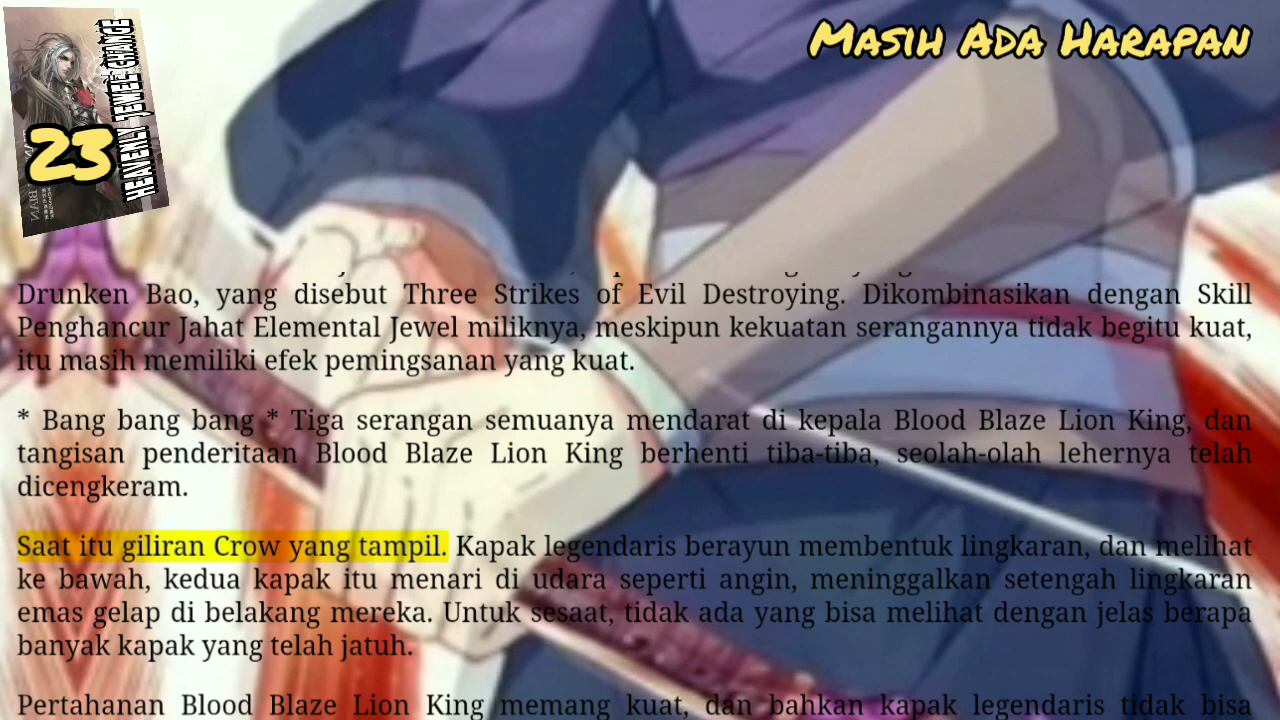 Masih Ada Harapan
HEAVENLY JEWEL CHANGE
23
Drunken Bao, yang disebut Three Strikes of Evil Destroying. Dikombinasikan dengan Skill
Penghancur Jahat Elemental Jewel miliknya, meskipun kekuatan serangannya tidak begitu kuat,
itu masih memiliki efek pemingsanan yang kuat.
* Bang bang bang * Tiga serangan semuanya mendarat di kepala Blood Blaze Lion King, dan
tangisan penderitaan Blood Blaze Lion King berhenti tiba-tiba, seolah-olah lehernya telah
dicengkeram.
Saat itu giliran Crow yang tampil. Kapak legendaris berayun membentuk lingkaran, dan melihat
ke bawah, kedua kapak itu menari di udara seperti angin, meninggalkan setengah lingkaran
emas gelap di belakang mereka. Untuk sesaat, tidak ada yang bisa melihat dengan jelas berapa
banyak kapak yang telah jatuh.
Pertahanan Blood Blaze Lion King memang kuat, dan bahkan kapak legendaris tidak bisa